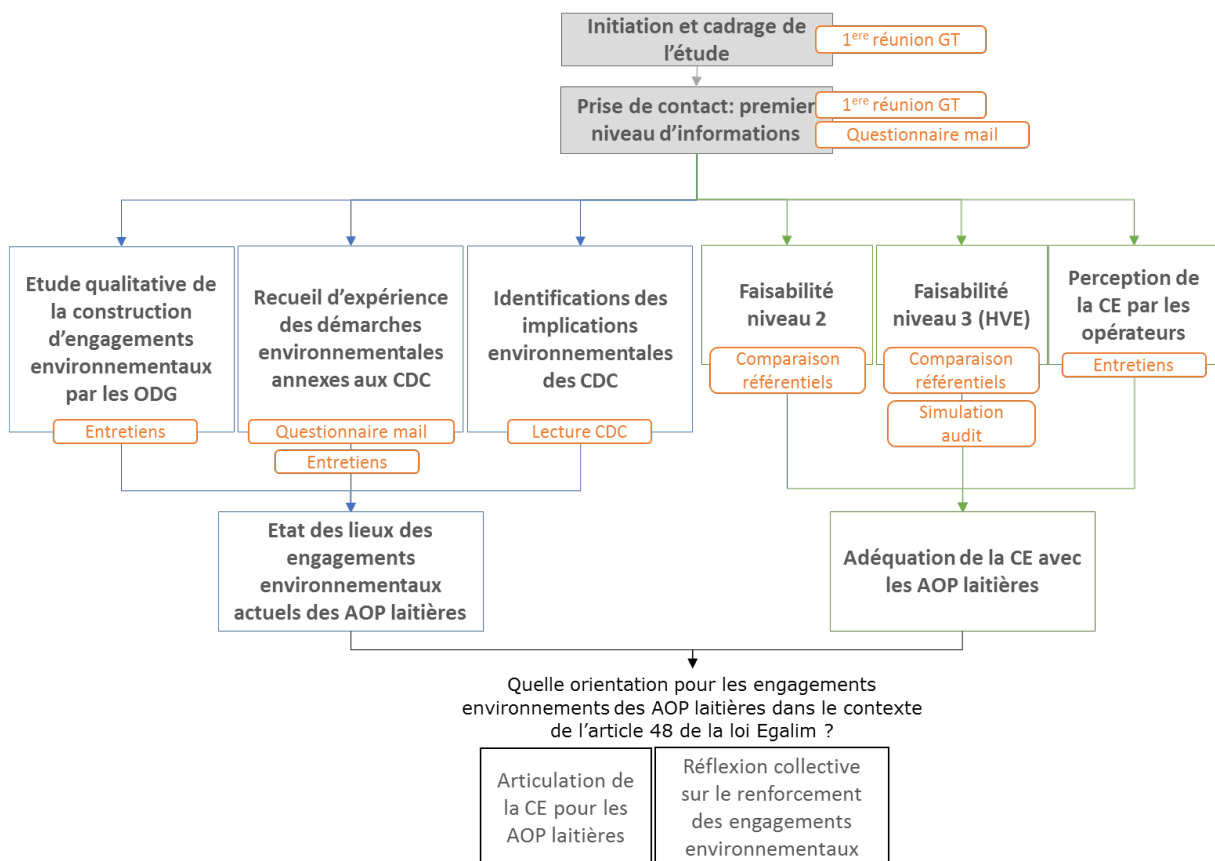 Initiation et cadrage de
l'étude
1ere réunion GT
Prise de contact: premier
niveau d'informations
1ere réunion GT
Questionnaire mail
Etude qualitative de
la construction
d'engagements
environnementaux
par les ODG
Entretiens
Recueil d'expérience
des démarches
environnementales
annexes aux CDC
Questionnaire mail
Entretiens
Identifications des
implications
environementales
des CDC
Lecture CDC
Faisabilité
niveau 2
Comparaison
référentiels
Faisabilité
niveau 3 (HVE)
Comparaison
référentiels
Simulation
audit
Perception de
la CE par les
opérateurs
Entretiens
Etat des lieux des
engagements
environnementaux
actuels des AOP laitières
Adéquation de la CE avec
les AOP laitières
Quelle orientation pour les engagements
environnements des AOP laitières dans le contexte
de l'article 48 de la loi Egalim ?
Articulation de
la CE pour les
AOP laitières
Réflexion collective
sur le renforcement
des engagements
environnementaux